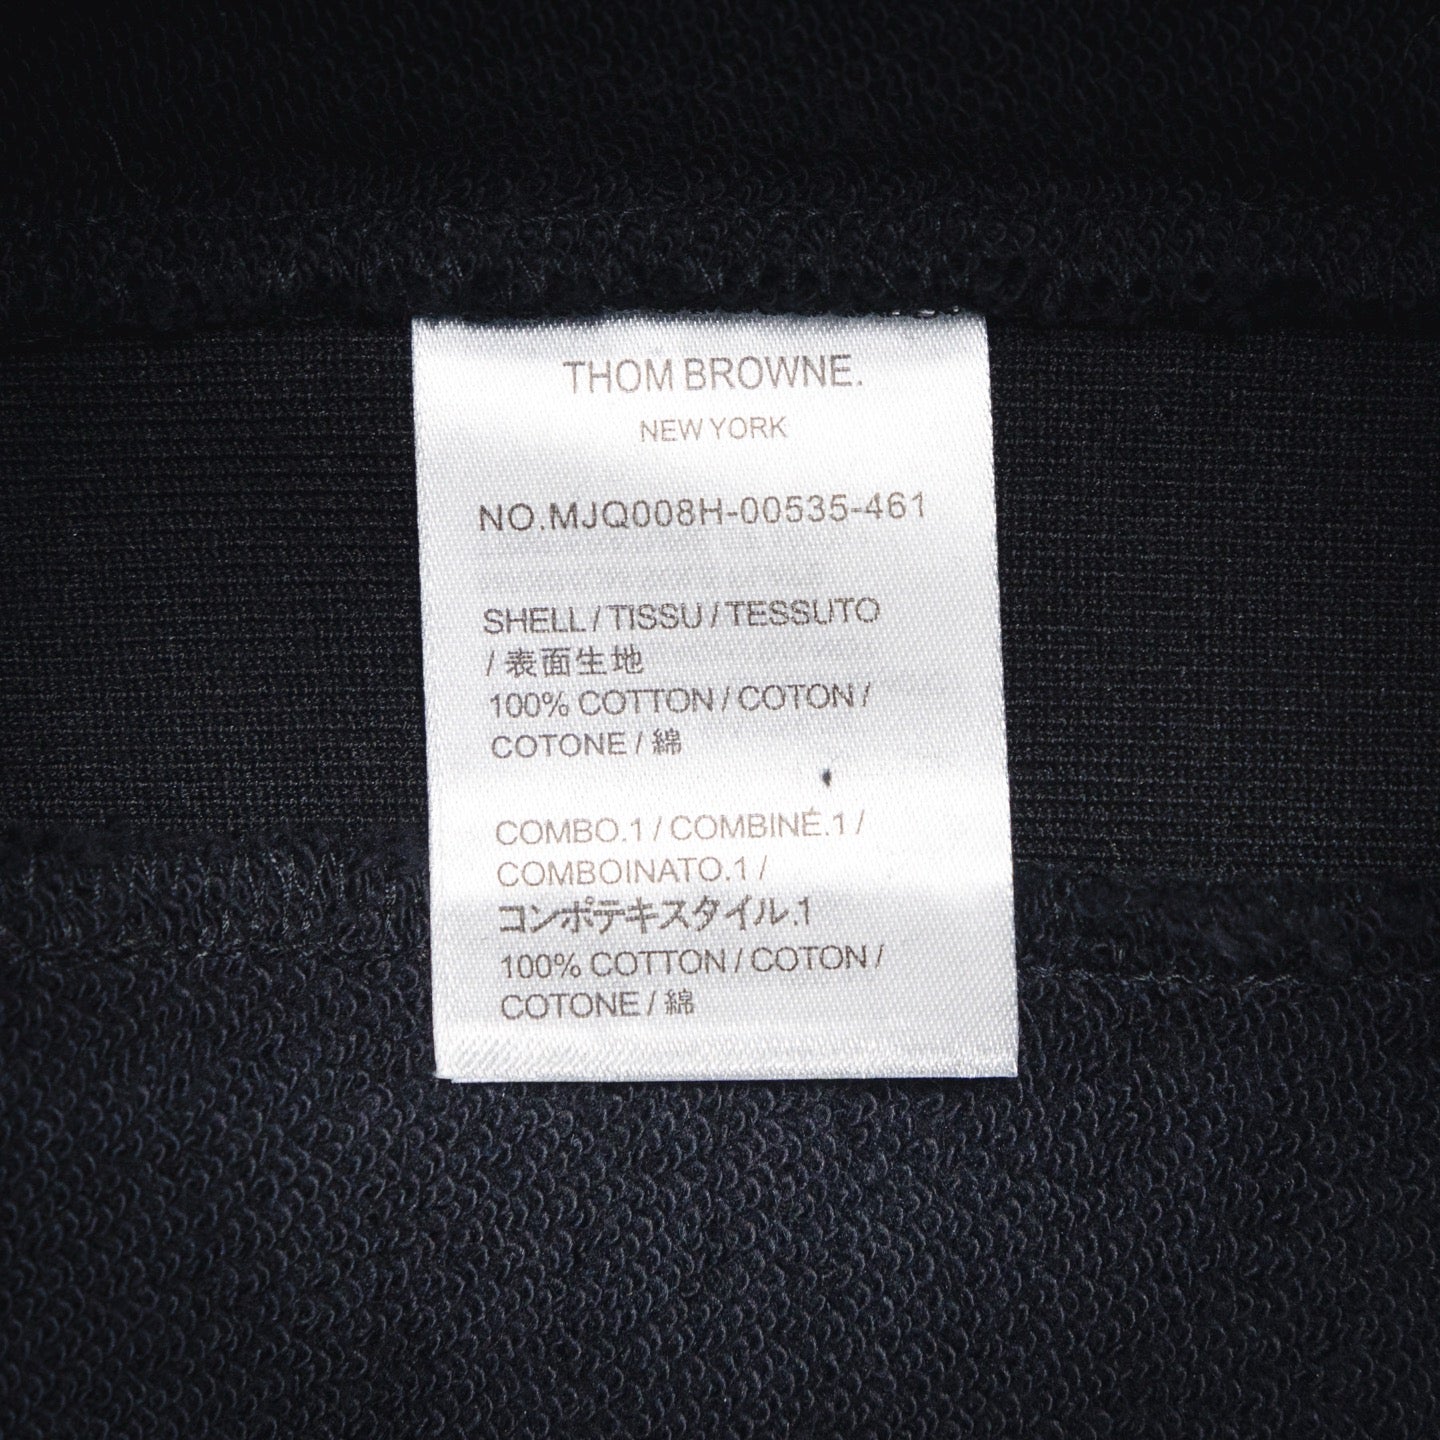 THOM BROWNE.
NEW YORK
NO.MJQ008H-00535-461
SHELL / TISSU / TESSUTO
/ 表面生地
100% COTTON / COTON /
COTONE / 綿
COMBO.1 / COMBINÉ.1 /
COMBOINATO.1 /
コンポテキスタイル.1
100% COTTON / COTON /
COTONE / 綿